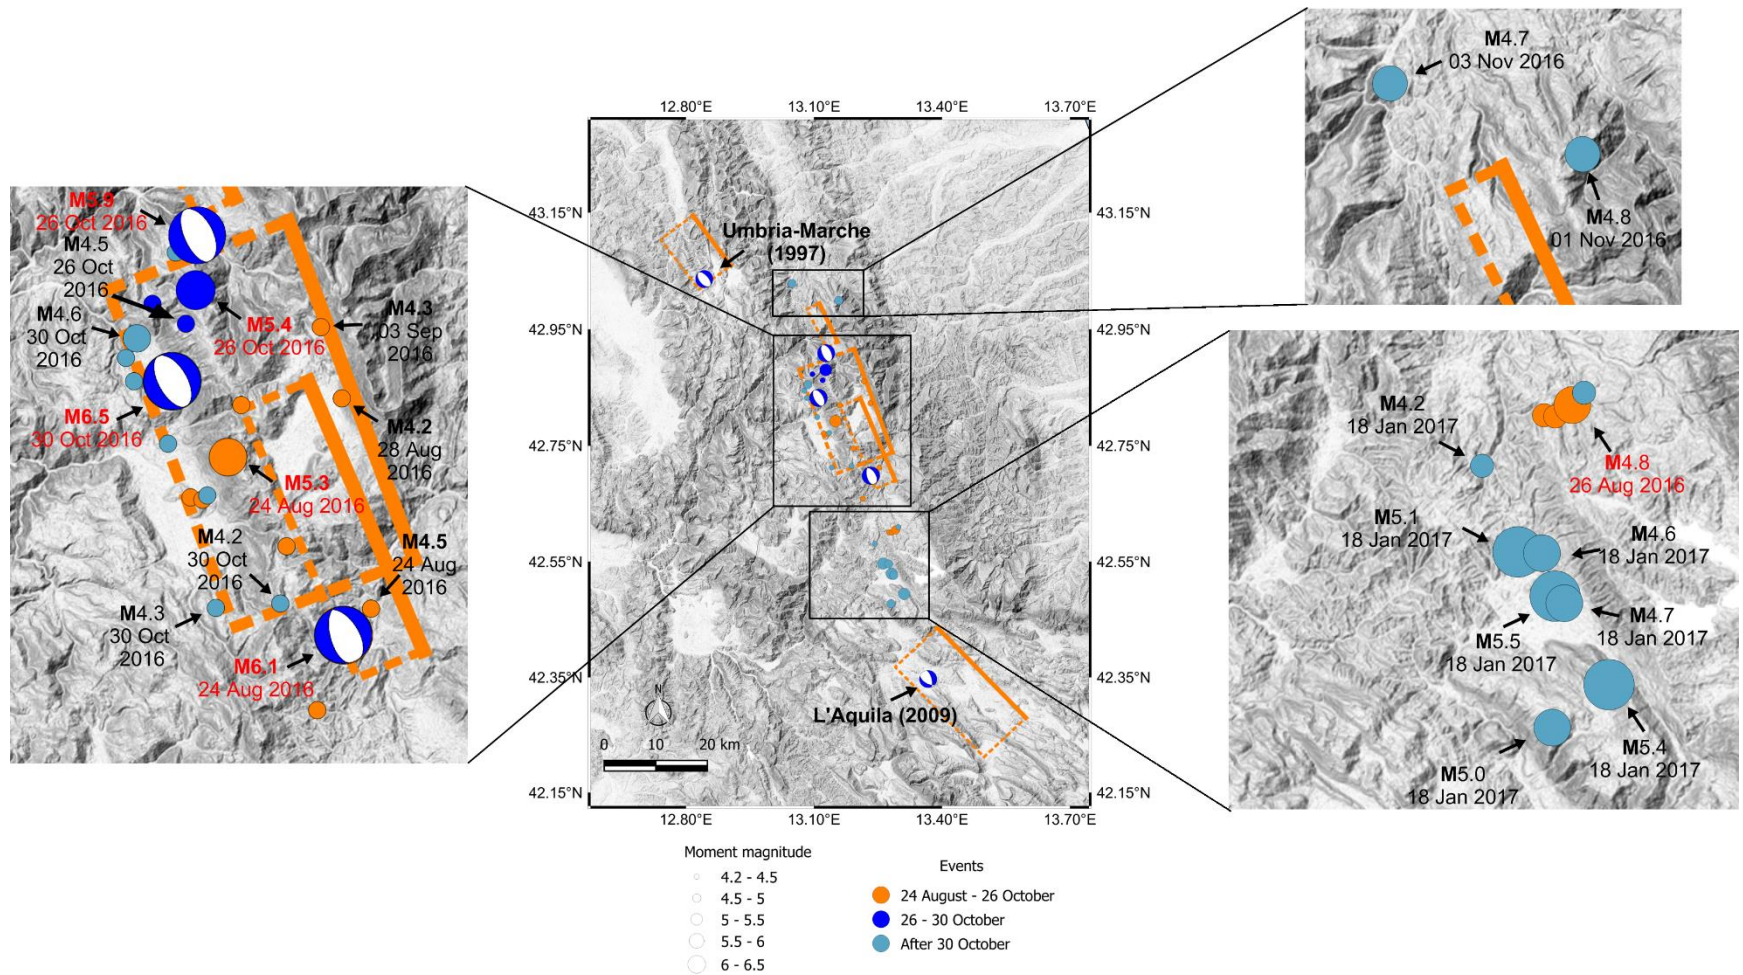 M5.9
26 Oct 2016
M4.5
26 Oct
2016
M4.6
30 Oct
2016
M6.5
30 Oct 2016
M5.4
26 Oct 2016
M4.3
03 Sep
2016
M4.2
28 Aug
2016
M5.3
24 Aug 2016
M4.2
30 Oct
2016
M4.5
24 Aug
2016
M4.3
30 Oct
2016
M6.1
24 Aug 2016
12.80°E 13.10°E 13.40°E 13.70°E
43.15°N 43.15°N
42.95°N 42.95°N
42.75°N 42.75°N
42.55°N 42.55°N
42.35°N 42.35°N
42.15°N 42.15°N
12.80°E 13.10°E 13.40°E 13.70°E
Umbria-Marche
(1997)
L'Aquila (2009)
N
0 10 20 km
M4.7
03 Nov 2016
M4.8
01 Nov 2016
M4.2
18 Jan 2017
M4.8
26 Aug 2016
M5.1
18 Jan 2017
M4.6
18 Jan 2017
M4.7
18 Jan 2017
M5.5
18 Jan 2017
M5.4
18 Jan 2017
M5.0
18 Jan 2017
Moment magnitude
4.2 - 4.5
4.5 - 5
5 - 5.5
5.5 - 6
6 - 6.5
Events
24 August - 26 October
26 - 30 October
After 30 October